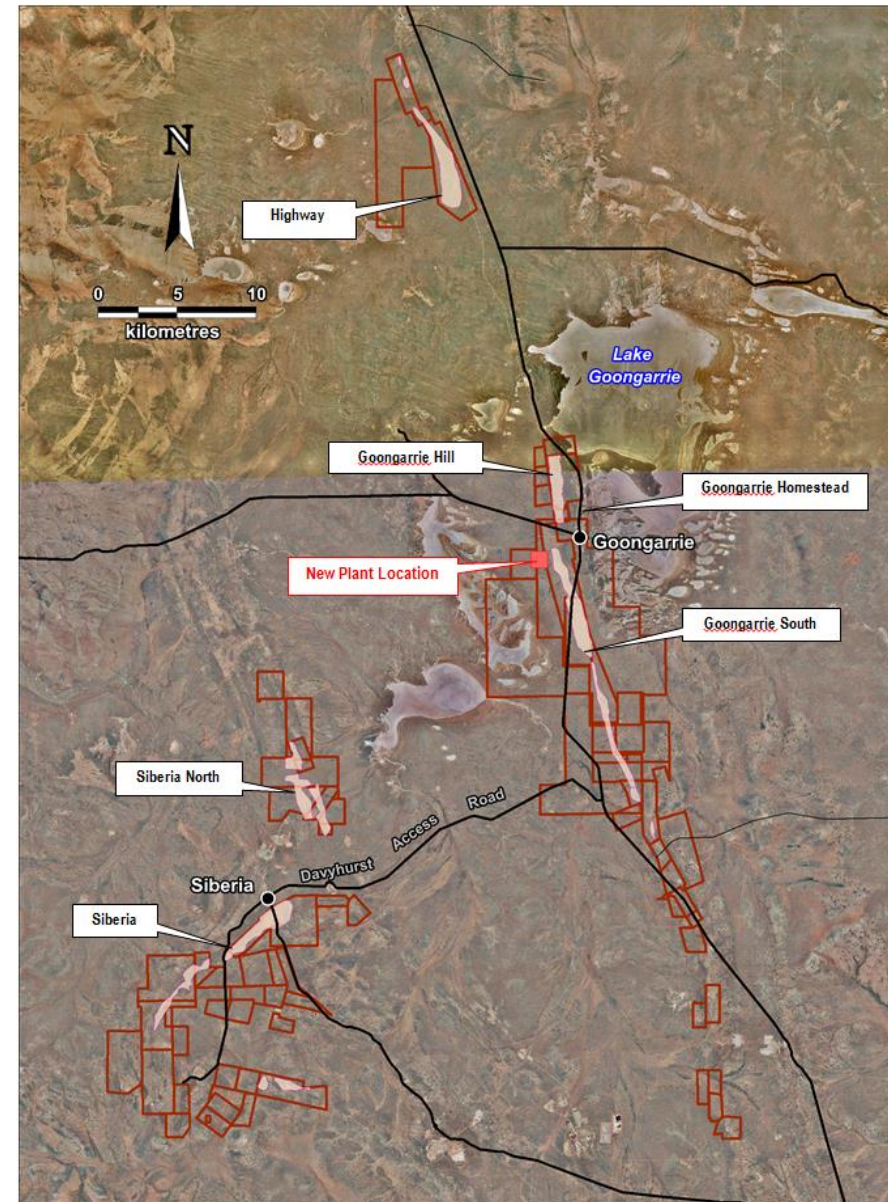 N
Highway
0 5 10
kilometres
Lake
Goongarrie
Goongarrie Hill
Goongarrie Homestead
Goongarrie
New Plant Location
Goongarrie South
Siberia North
Davyhurst Access Road
Siberia
Siberia